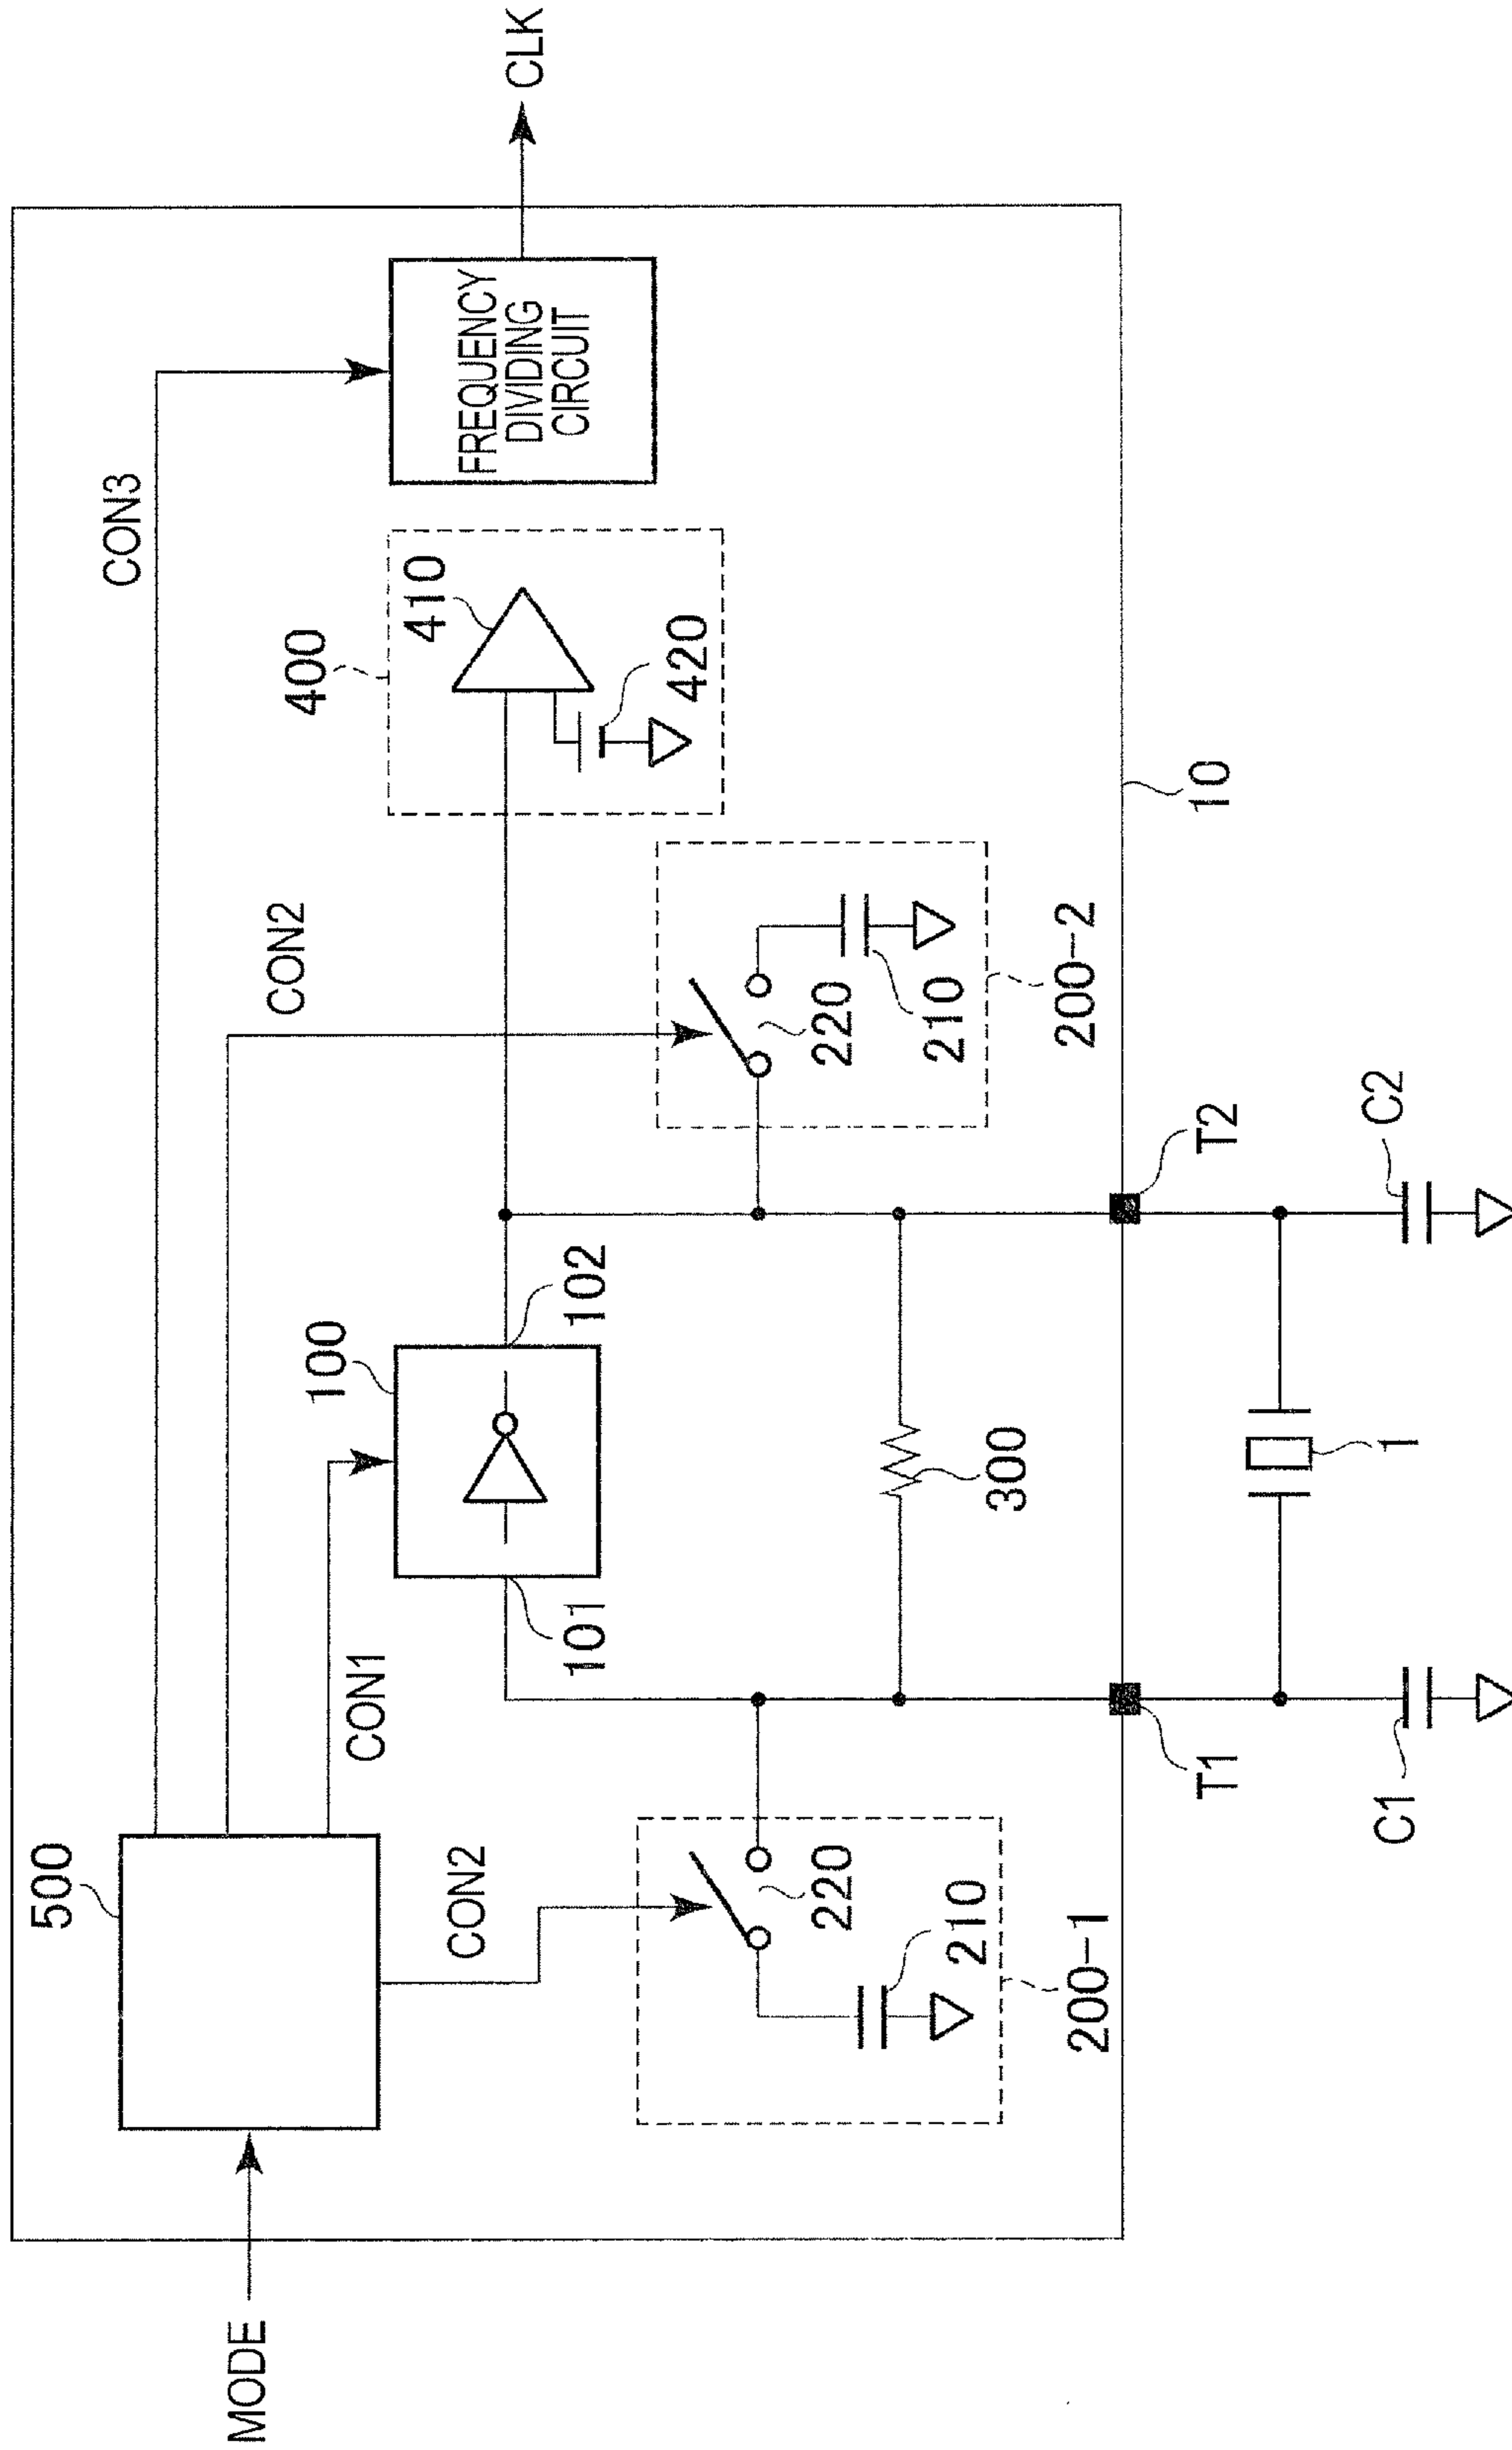 MODE
500
CON3
CON2
CON1
CON2
100
101
102
400
410
420
FREQUENCY
DIVIDING
CIRCUIT
CLK
220
210
200-1
220
210
200-2
300
10
T1
T2
1
C1
C2